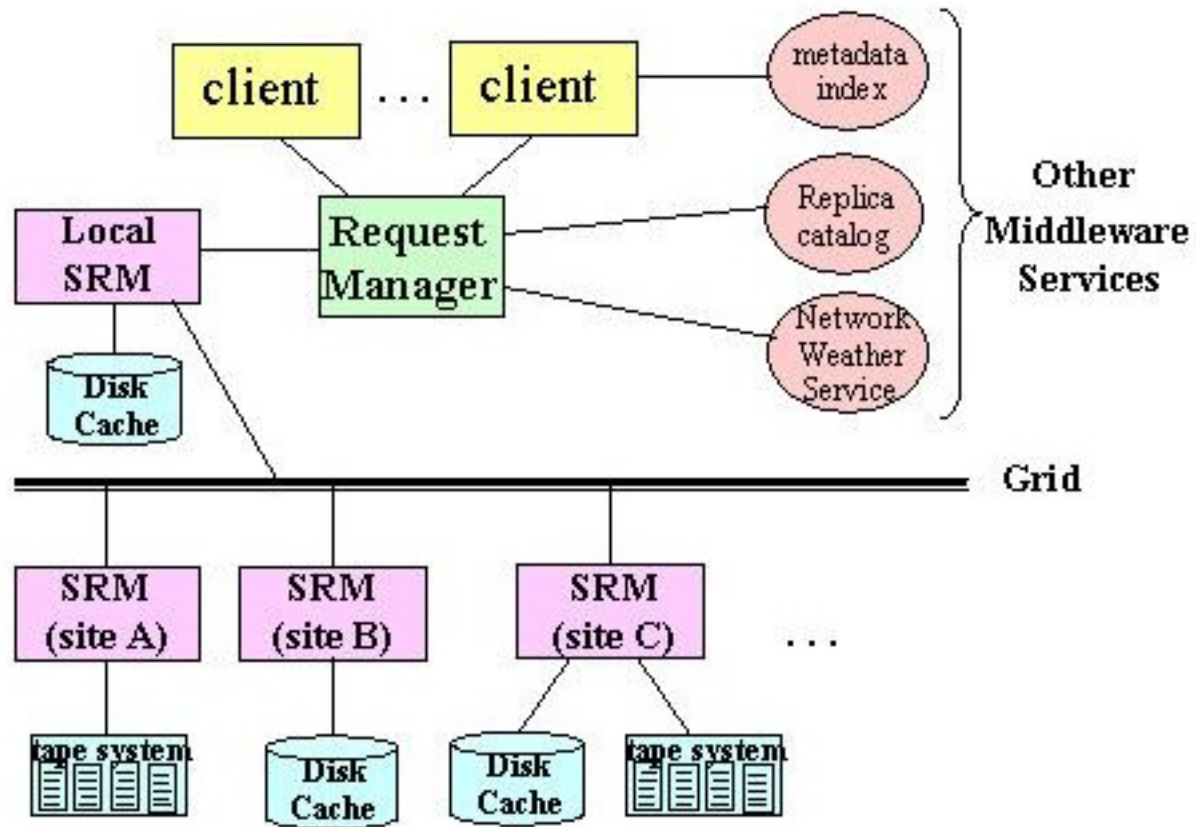 client
. . .
client
metadata
index
Other
Middleware
Services
Replica
catalog
Network
Weather
Service
Local
SRM
Request
Manager
Disk
Cache
Grid
SRM
(site A)
SRM
(site B)
SRM
(site C)
. . .
tape system
Disk
Cache
Disk
Cache
tape system